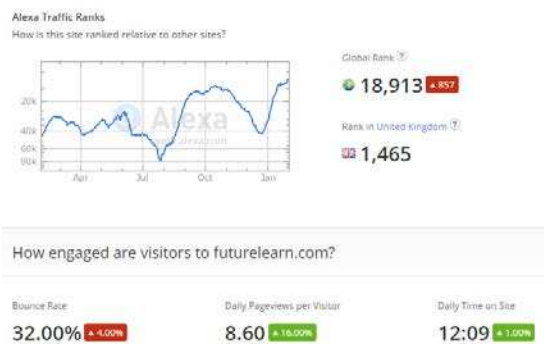 Alexa Traffic Ranks
How is this site ranked relative to other sites?
Global Rank ?
18,913 ▲857
Rank in United Kingdom ?
1,465
20k
40k
60k
80k
Alexa
alexa.com
Apr Jul Oct Jan
How engaged are visitors to futurelearn.com?
Bounce Rate Daily Pageviews per Visitor Daily Time on Site
32.00% ▲ 4.00% 8.60 ▲ 16.00% 12:09 ▲ 1.00%